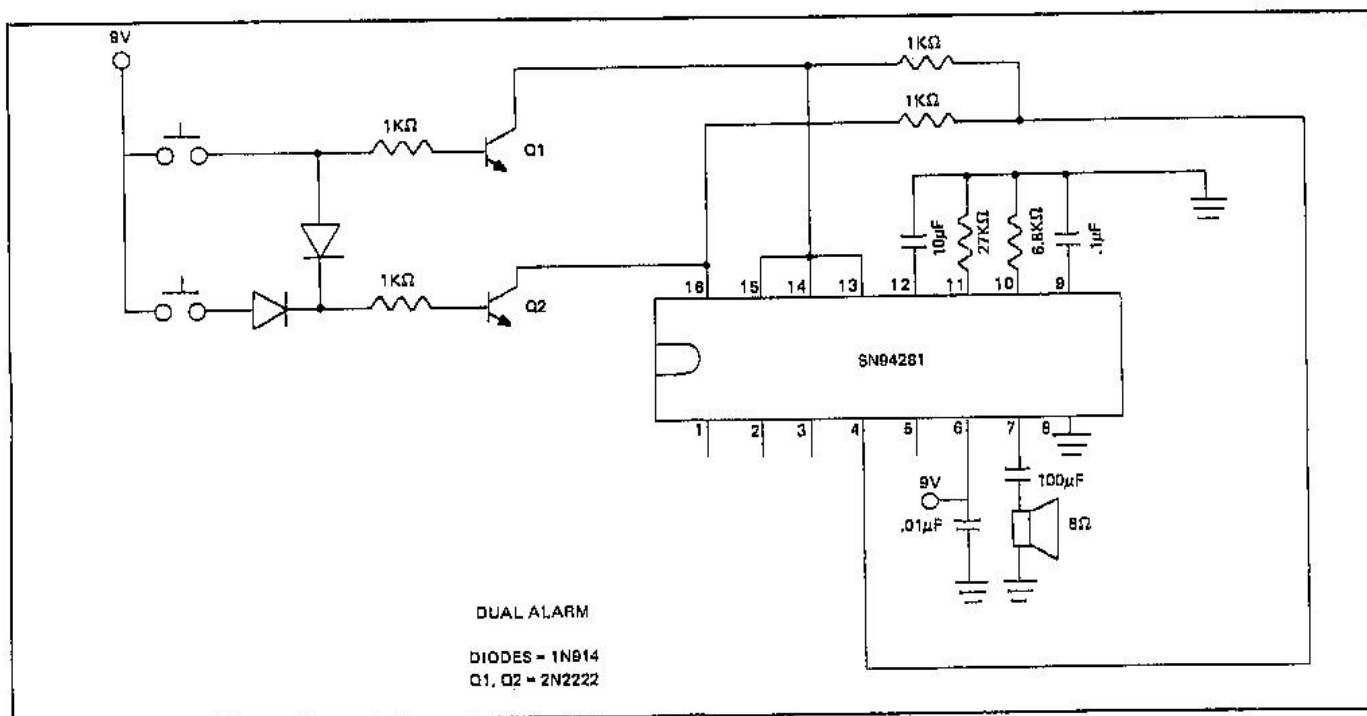 9V
1KΩ
1KΩ
1KΩ
Q1
10µF
27KΩ
6.8KΩ
.1µF
1KΩ
Q2
16 15 14 13 12 11 10 9
SN94281
1 2 3 4 5 6 7 8
9V
100µF
.01µF
8Ω
DUAL ALARM
DIODES = 1N914
Q1, Q2 = 2N2222